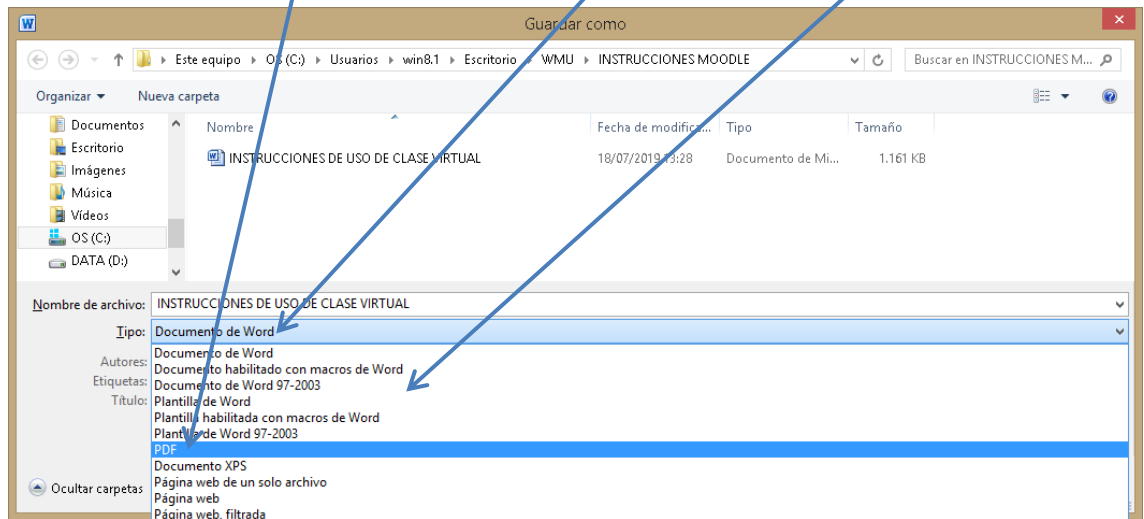 Guardar como
Este equipo OS (C:) Usuarios win8.1 Escritorio WMU INSTRUCCIONES MOODLE Buscar en INSTRUCCIONES M...
Organizar Nueva carpeta
Documentos
Escritorio
Imágenes
Música
Vídeos
OS (C:)
DATA (D:)
Nombre Fecha de modifica... Tipo Tamaño
INSTRUCCIONES DE USO DE CLASE VIRTUAL 18/07/2019 13:28 Documento de Mi... 1.161 KB
Nombre de archivo: INSTRUCCIONES DE USO DE CLASE VIRTUAL
Tipo: Documento de Word
Autores:
Etiquetas:
Título:
Documento de Word
Documento habilitado con macros de Word
Documento de Word 97-2003
Plantilla de Word
Plantilla habilitada con macros de Word
Plantilla de Word 97-2003
PDF
Documento XPS
Página web de un solo archivo
Página web
Página web, filtrada
Ocultar carpetas